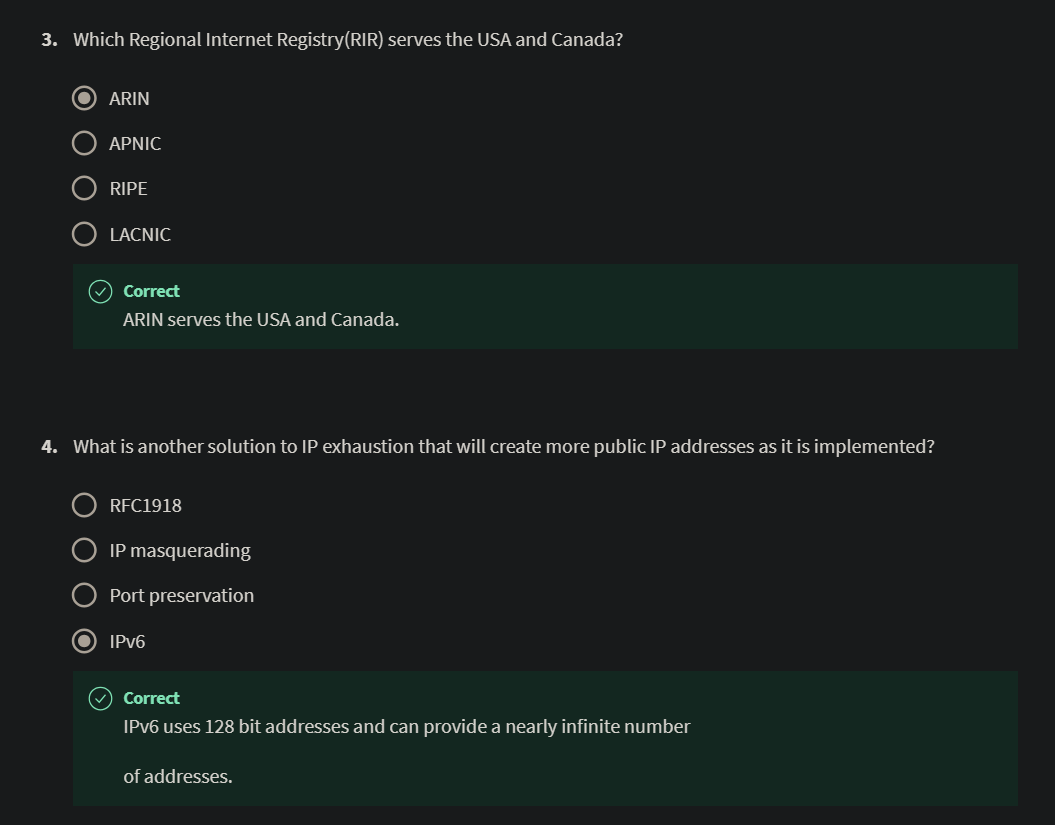 3. Which Regional Internet Registry(RIR) serves the USA and Canada?
ARIN
APNIC
RIPE
LACNIC
Correct
ARIN serves the USA and Canada.
4. What is another solution to IP exhaustion that will create more public IP addresses as it is implemented?
RFC1918
IP masquerading
Port preservation
IPv6
Correct
IPv6 uses 128 bit addresses and can provide a nearly infinite number
of addresses.